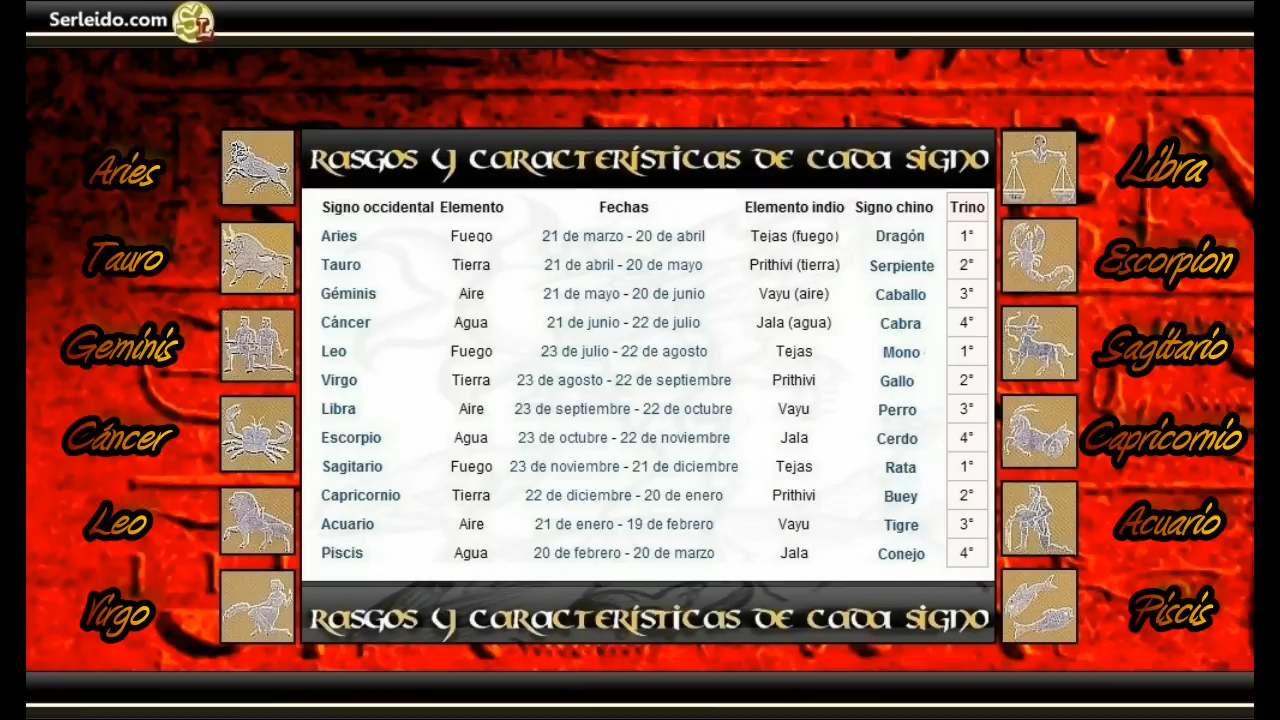 Serleido.com SL
Rasgos y características de cada signo
Signo occidental Elemento Fechas Elemento indio Signo chino Trino
Aries Fuego 21 de marzo - 20 de abril Tejas (fuego) Dragón 1°
Tauro Tierra 21 de abril - 20 de mayo Prithivi (tierra) Serpiente 2°
Géminis Aire 21 de mayo - 20 de junio Vayu (aire) Caballo 3°
Cáncer Agua 21 de junio - 22 de julio Jala (agua) Cabra 4°
Leo Fuego 23 de julio - 22 de agosto Tejas Mono 1°
Virgo Tierra 23 de agosto - 22 de septiembre Prithivi Gallo 2°
Libra Aire 23 de septiembre - 22 de octubre Vayu Perro 3°
Escorpio Agua 23 de octubre - 22 de noviembre Jala Cerdo 4°
Sagitario Fuego 23 de noviembre - 21 de diciembre Tejas Rata 1°
Capricornio Tierra 22 de diciembre - 20 de enero Prithivi Buey 2°
Acuario Aire 21 de enero - 19 de febrero Vayu Tigre 3°
Piscis Agua 20 de febrero - 20 de marzo Jala Conejo 4°
Rasgos y características de cada signo
Aries
Tauro
Geminis
Cáncer
Leo
Virgo
Libra
Escorpion
Sagitario
Capricornio
Acuario
Piscis